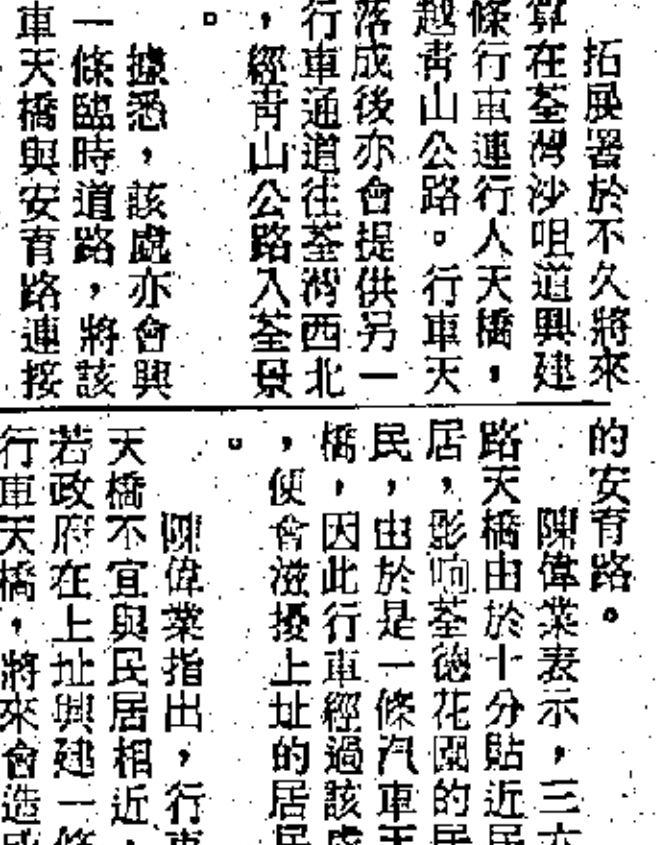 拓展署於不久將來
算在荃灣沙咀道興建
條行車連行人天橋，
越青山公路。行車天
落成後亦會提供另一
行車通道往荃灣西北
，經青山公路入荃景
。
據悉，該處亦會興
一條臨時道路，將該
車天橋與安育路連接
的安育路。
陳偉業表示，三
路天橋由於十分貼近民
居，影响荃德花園的居
民，由於是一條汽車天
橋，因此行車經過該處
，便會滋擾上址的居民
。
陳偉業指出，行車
天橋不宜與民居相近，
若政府在上址興建一條
行車天橋，將來會造成